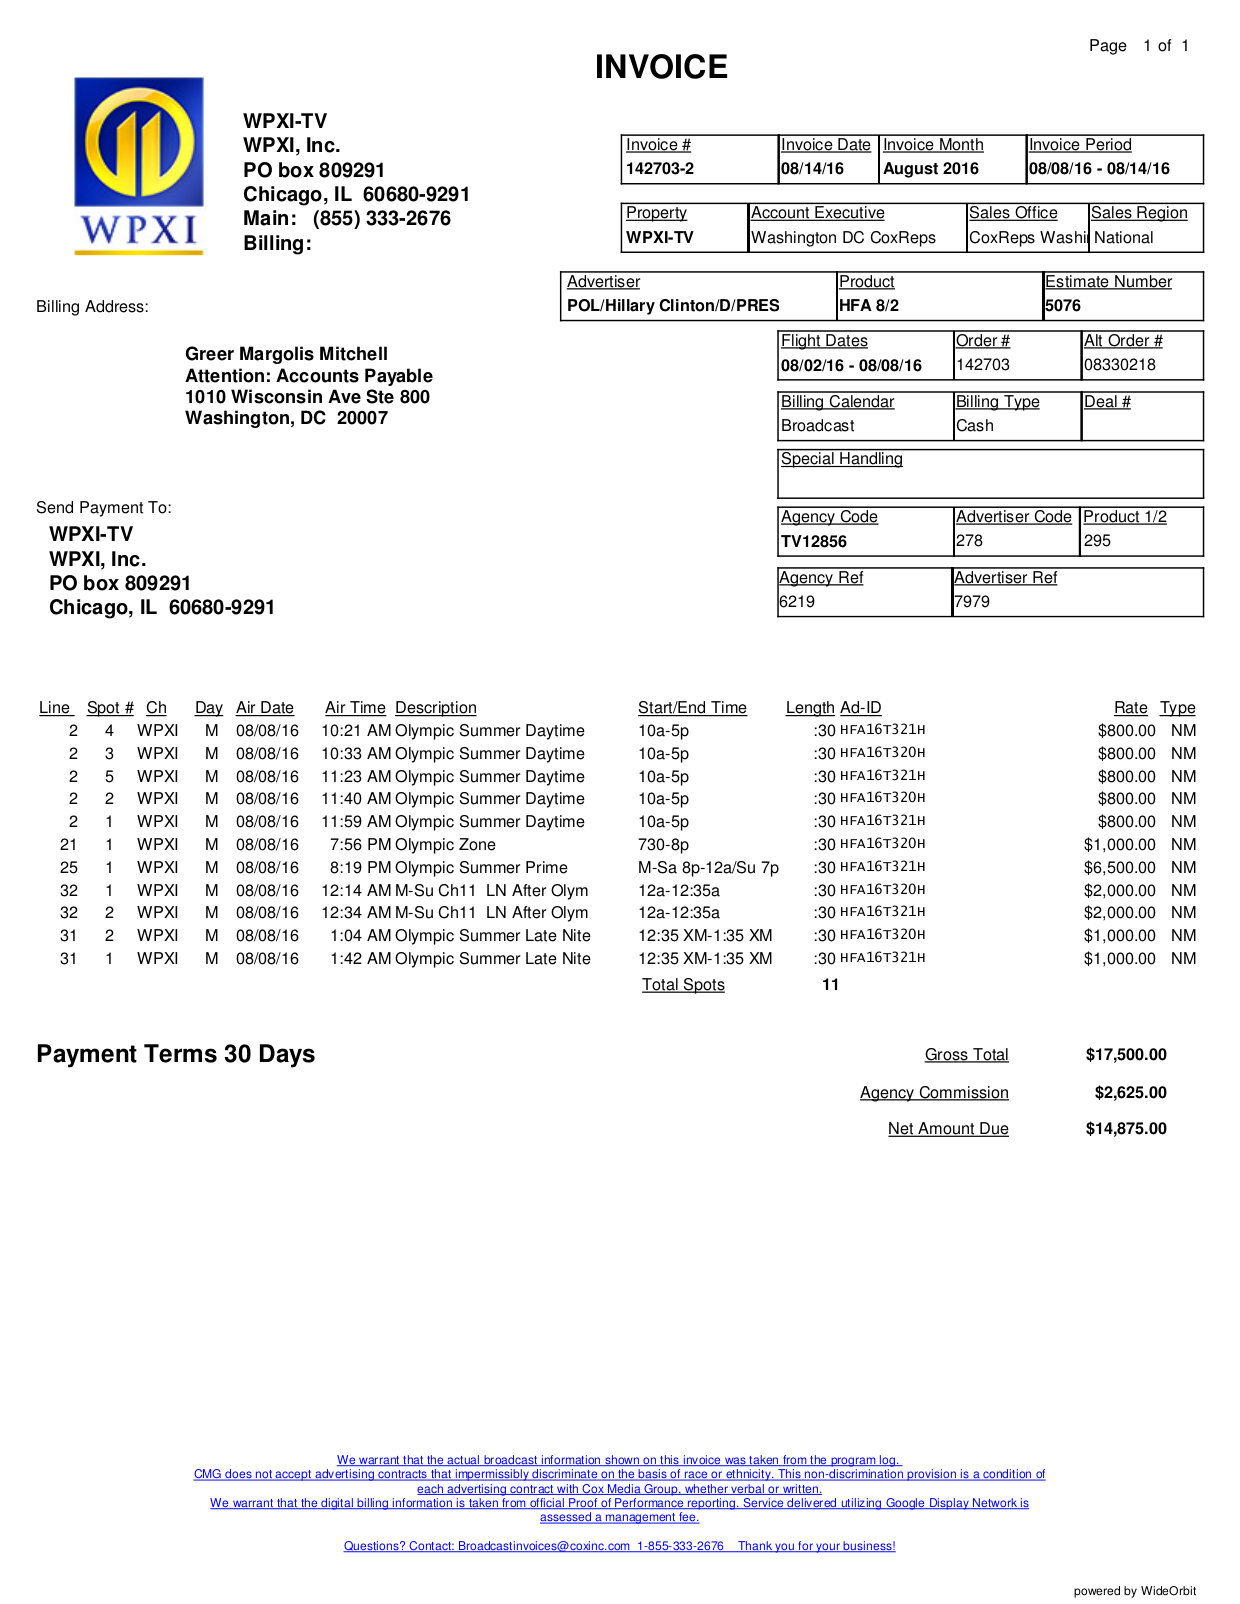 Page 1 of 1
INVOICE
WPXI
WPXI-TV
WPXI, Inc.
PO box 809291
Chicago, IL 60680-9291
Main: (855) 333-2676
Billing:
Invoice # Invoice Date Invoice Month Invoice Period
142703-2 08/14/16 August 2016 08/08/16 - 08/14/16
Property Account Executive Sales Office Sales Region
WPXI-TV Washington DC CoxReps CoxReps Washi National
Advertiser Product Estimate Number
POL/Hillary Clinton/D/PRES HFA 8/2 5076
Billing Address:
Greer Margolis Mitchell
Attention: Accounts Payable
1010 Wisconsin Ave Ste 800
Washington, DC 20007
Flight Dates Order # Alt Order #
08/02/16 - 08/08/16 142703 08330218
Billing Calendar Billing Type Deal #
Broadcast Cash
Special Handling
Agency Code Advertiser Code Product 1/2
TV12856 278 295
Agency Ref Advertiser Ref
6219 7979
Send Payment To:
WPXI-TV
WPXI, Inc.
PO box 809291
Chicago, IL 60680-9291
Line Spot # Ch Day Air Date Air Time Description Start/End Time Length Ad-ID Rate Type
2 4 WPXI M 08/08/16 10:21 AM Olympic Summer Daytime 10a-5p :30 HFA16T321H $800.00 NM
2 3 WPXI M 08/08/16 10:33 AM Olympic Summer Daytime 10a-5p :30 HFA16T320H $800.00 NM
2 5 WPXI M 08/08/16 11:23 AM Olympic Summer Daytime 10a-5p :30 HFA16T321H $800.00 NM
2 2 WPXI M 08/08/16 11:40 AM Olympic Summer Daytime 10a-5p :30 HFA16T320H $800.00 NM
2 1 WPXI M 08/08/16 11:59 AM Olympic Summer Daytime 10a-5p :30 HFA16T321H $800.00 NM
21 1 WPXI M 08/08/16 7:56 PM Olympic Zone 730-8p :30 HFA16T320H $1,000.00 NM
25 1 WPXI M 08/08/16 8:19 PM Olympic Summer Prime M-Sa 8p-12a/Su 7p :30 HFA16T321H $6,500.00 NM
32 1 WPXI M 08/08/16 12:14 AM M-Su Ch11 LN After Olym 12a-12:35a :30 HFA16T320H $2,000.00 NM
32 2 WPXI M 08/08/16 12:34 AM M-Su Ch11 LN After Olym 12a-12:35a :30 HFA16T321H $2,000.00 NM
31 2 WPXI M 08/08/16 1:04 AM Olympic Summer Late Nite 12:35 XM-1:35 XM :30 HFA16T320H $1,000.00 NM
31 1 WPXI M 08/08/16 1:42 AM Olympic Summer Late Nite 12:35 XM-1:35 XM :30 HFA16T321H $1,000.00 NM
Total Spots 11
Payment Terms 30 Days
Gross Total $17,500.00
Agency Commission $2,625.00
Net Amount Due $14,875.00
We warrant that the actual broadcast information shown on this invoice was taken from the program log.
CMG does not accept advertising contracts that impermissibly discriminate on the basis of race or ethnicity. This non-discrimination provision is a condition of
each advertising contract with Cox Media Group, whether verbal or written.
We warrant that the digital billing information is taken from official Proof of Performance reporting. Service delivered utilizing Google Display Network is
assessed a management fee.
Questions? Contact: Broadcastinvoices@coxinc.com 1-855-333-2676 Thank you for your business!
powered by WideOrbit